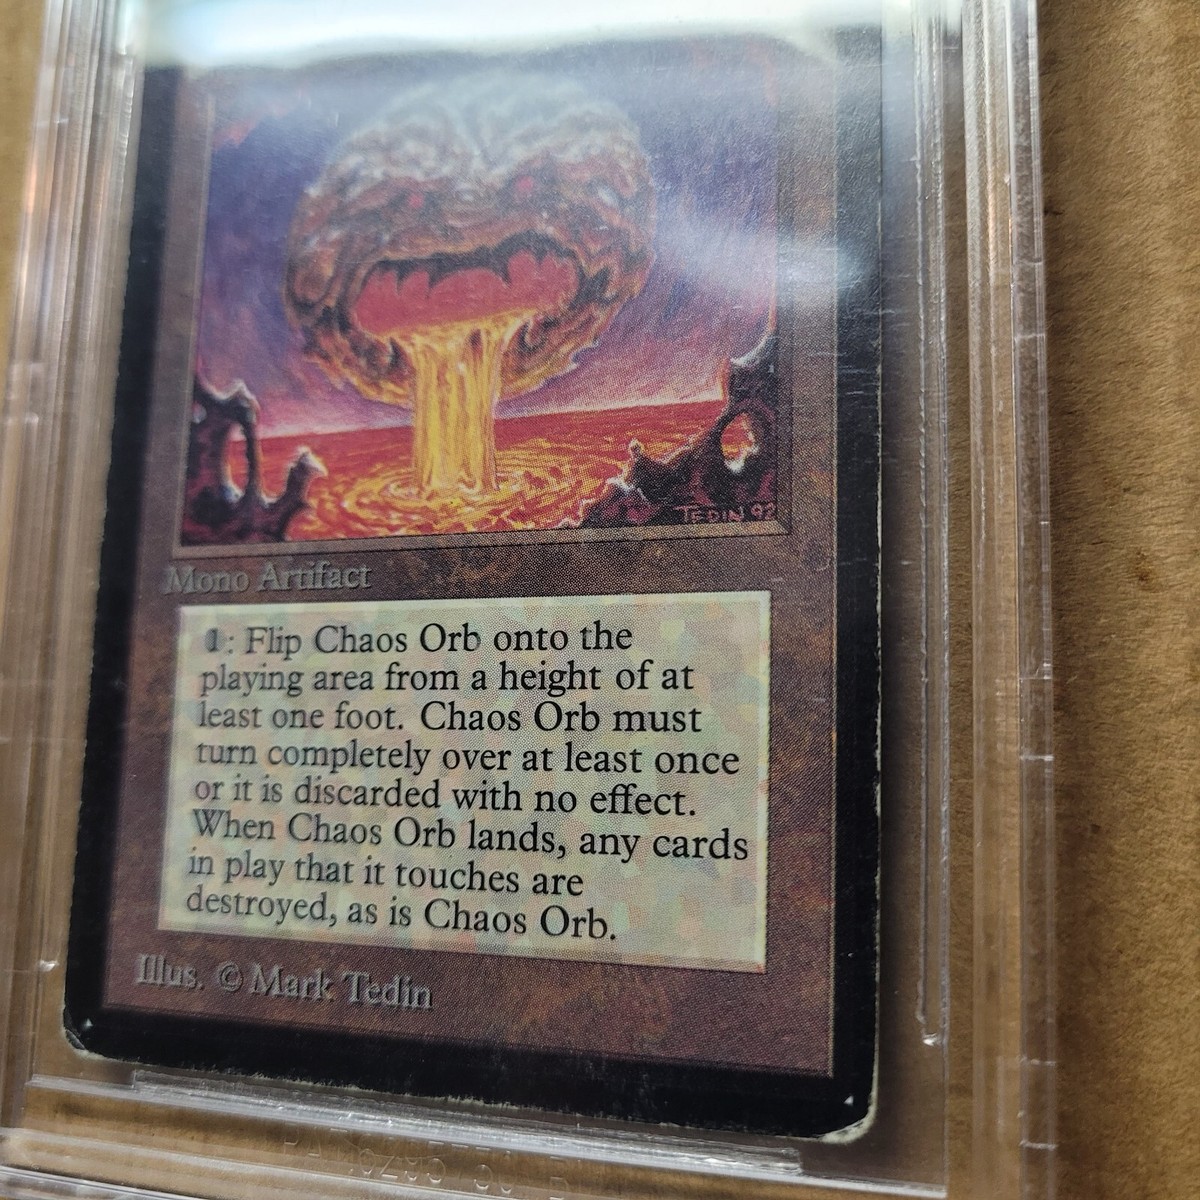 TEDIN 92
Mono Artifact
1: Flip Chaos Orb onto the
playing area from a height of at
least one foot. Chaos Orb must
turn completely over at least once
or it is discarded with no effect.
When Chaos Orb lands, any cards
in play that it touches are
destroyed, as is Chaos Orb.
Illus. © Mark Tedin